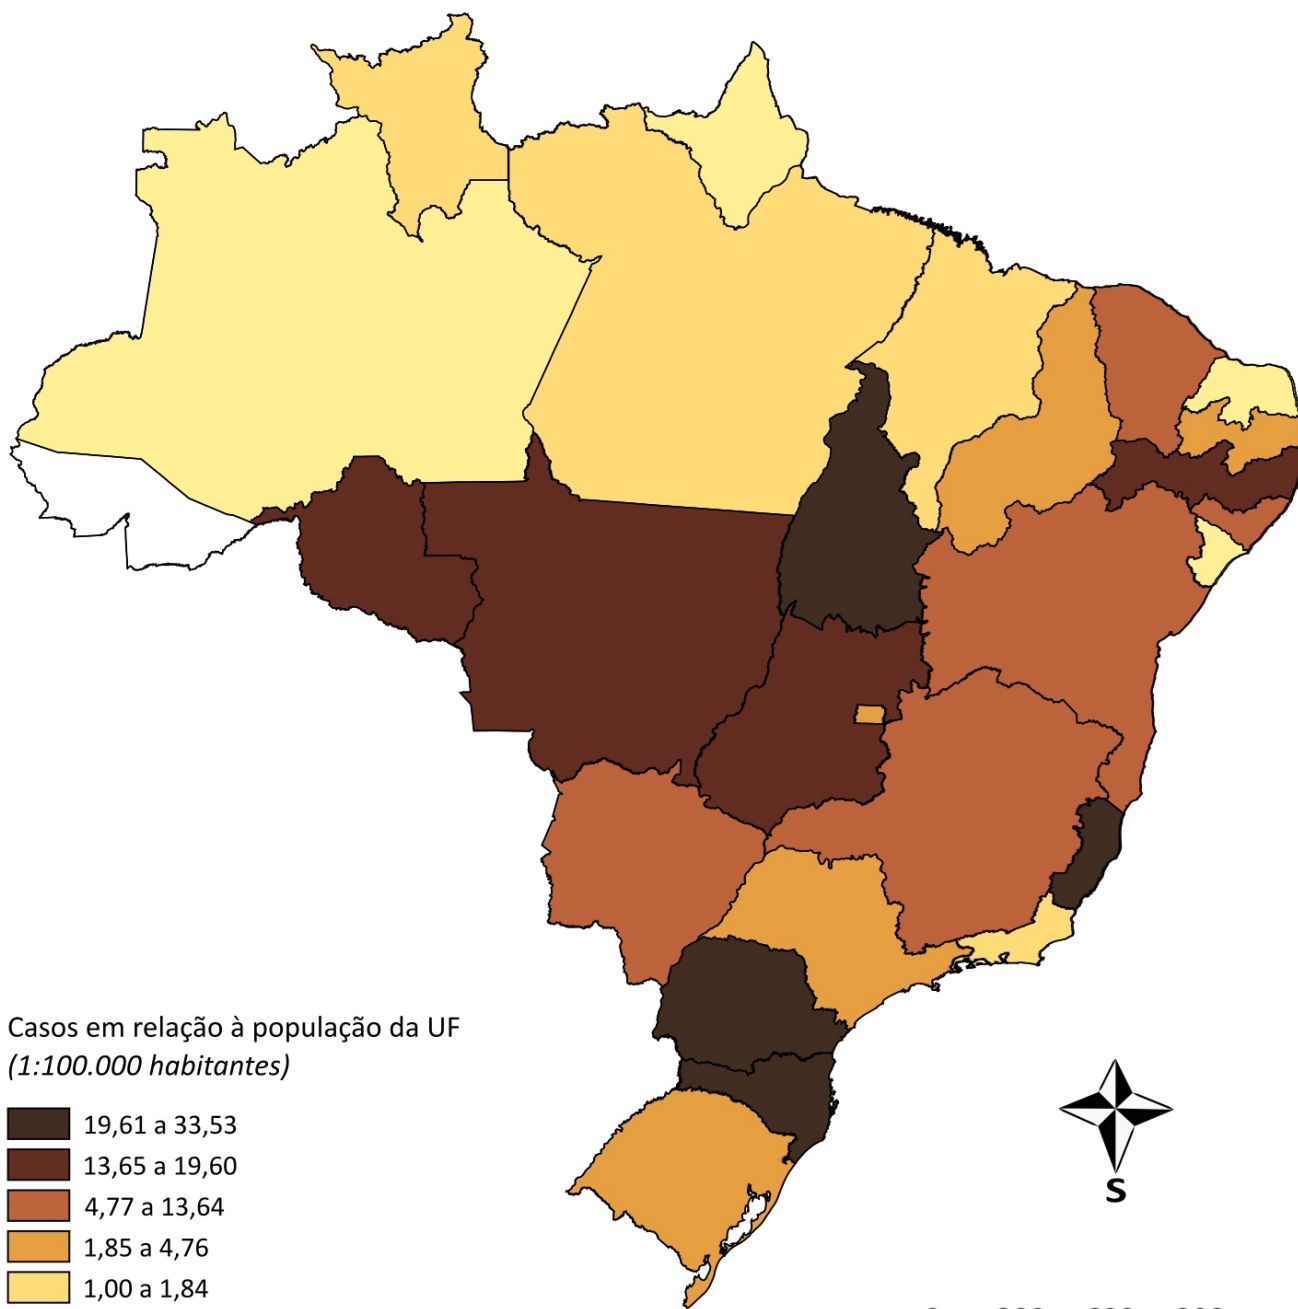 Casos em relação à população da UF
(1:100.000 habitantes)
19,61 a 33,53
13,65 a 19,60
4,77 a 13,64
1,85 a 4,76
1,00 a 1,84
S